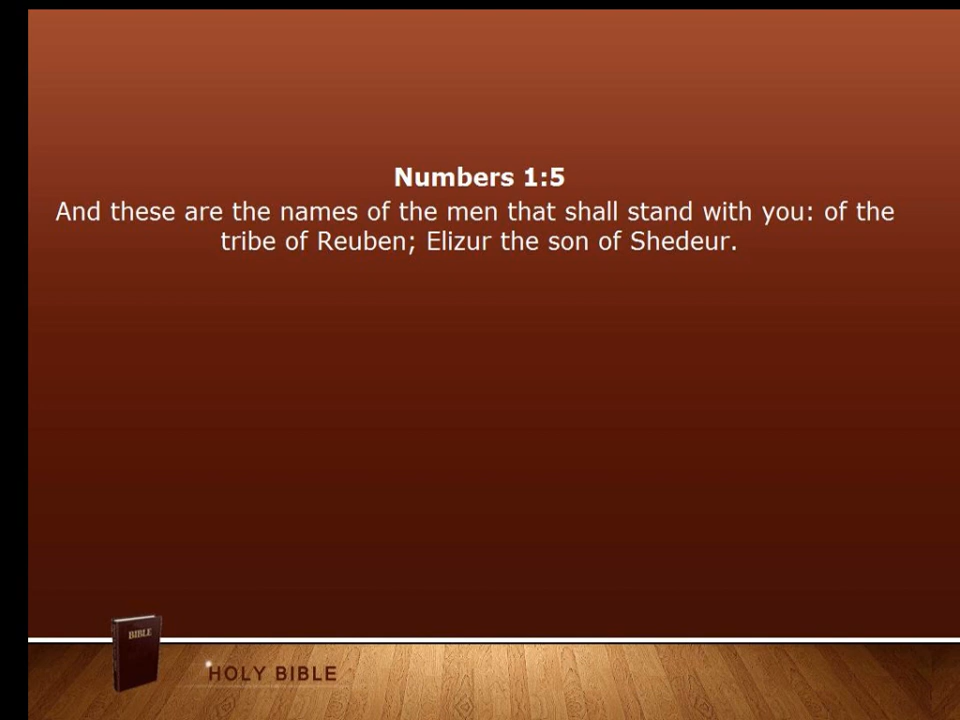 Numbers 1:5
And these are the names of the men that shall stand with you: of the
tribe of Reuben; Elizur the son of Shedeur.
BIBLE
HOLY BIBLE